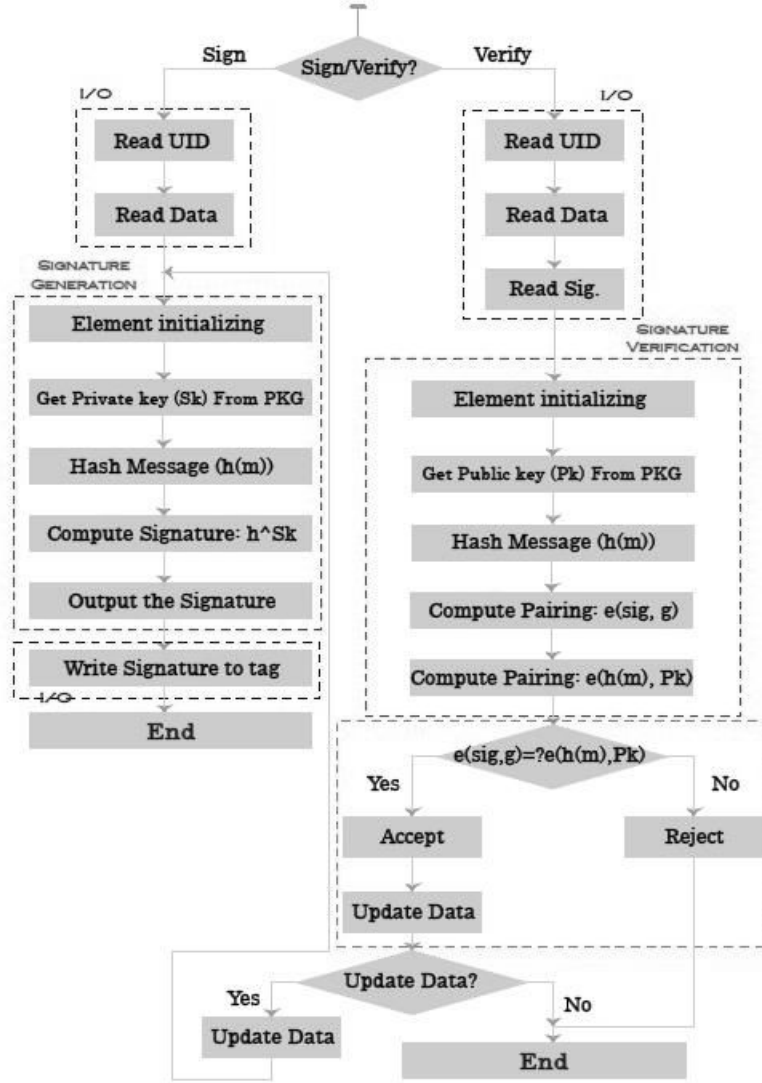 Sign/Verify?
Sign
Verify
I/O
Read UID
Read Data
SIGNATURE
GENERATION
Element initializing
Get Private key (Sk) From PKG
Hash Message (h(m))
Compute Signature: h^Sk
Output the Signature
Write Signature to tag
I/O
End
I/O
Read UID
Read Data
Read Sig.
SIGNATURE
VERIFICATION
Element initializing
Get Public key (Pk) From PKG
Hash Message (h(m))
Compute Pairing: e(sig, g)
Compute Pairing: e(h(m), Pk)
e(sig,g)=?e(h(m),Pk)
Yes
No
Accept
Reject
Update Data
Update Data?
Yes
No
Update Data
End